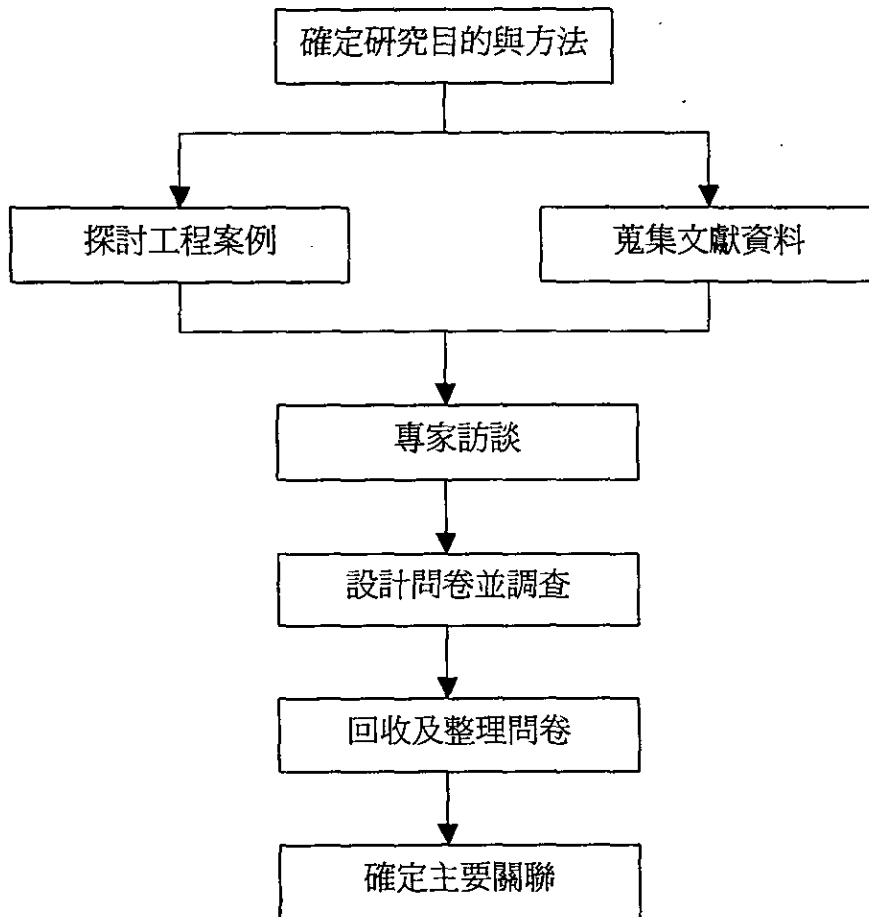 確定研究目的與方法
探討工程案例
蒐集文獻資料
專家訪談
設計問卷並調查
回收及整理問卷
確定主要關聯